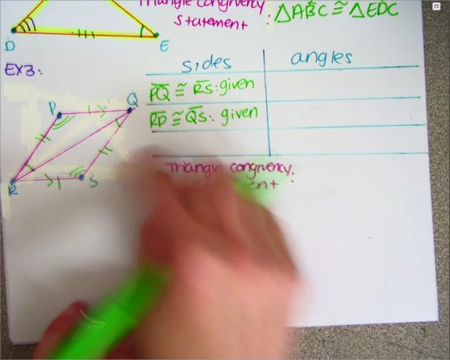 Triangle congruency
Statement
: △ABC ≅ △EDC
D
E
EX3:
sides
angles
PQ ≅ RS: given
RP ≅ QS: given
P
Q
R
S
Triangle congruency